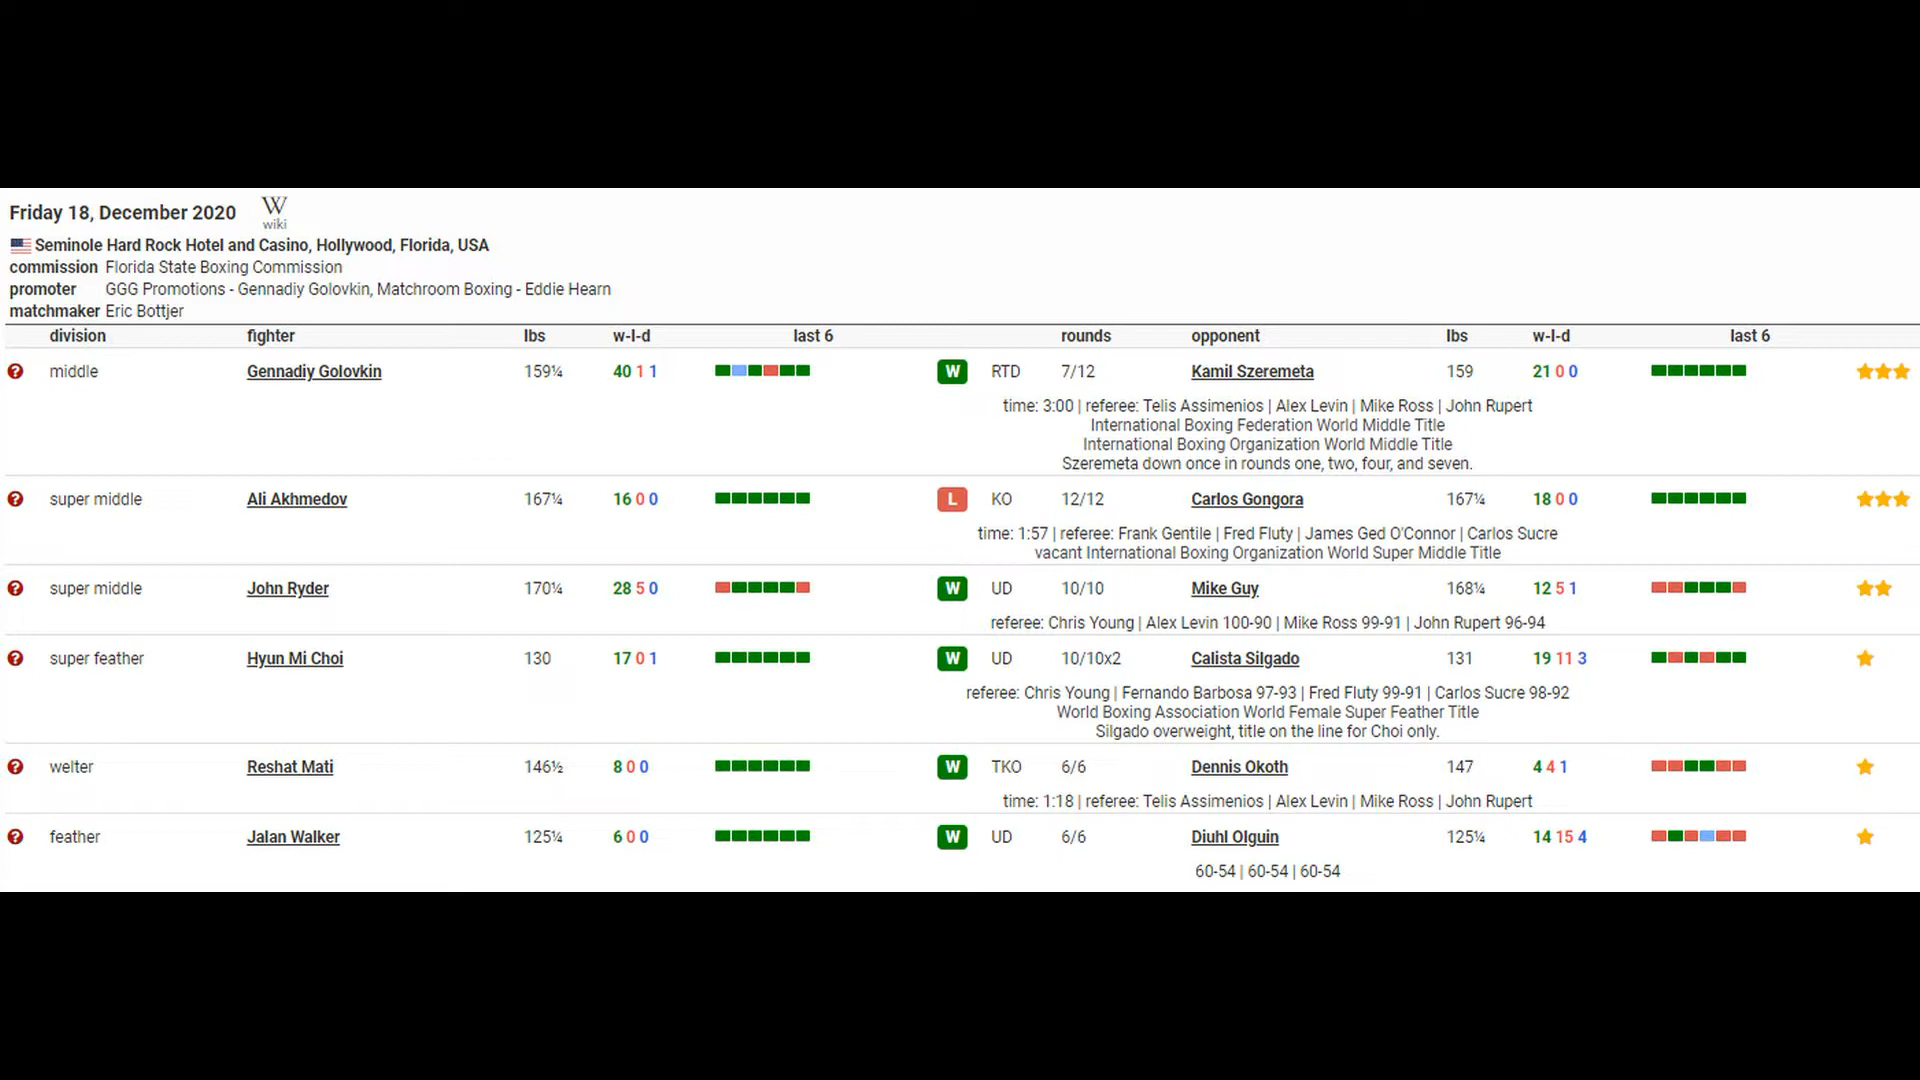 Friday 18, December 2020 W wiki
Seminole Hard Rock Hotel and Casino, Hollywood, Florida, USA
commission Florida State Boxing Commission
promoter GGG Promotions - Gennadiy Golovkin, Matchroom Boxing - Eddie Hearn
matchmaker Eric Bottjer
division fighter lbs w-l-d last 6 rounds opponent lbs w-l-d last 6
? middle Gennadiy Golovkin 159¼ 40 1 1 W RTD 7/12 Kamil Szeremeta 159 21 0 0
time: 3:00 | referee: Telis Assimenios | Alex Levin | Mike Ross | John Rupert
International Boxing Federation World Middle Title
International Boxing Organization World Middle Title
Szeremeta down once in rounds one, two, four, and seven.
? super middle Ali Akhmedov 167¼ 16 0 0 L KO 12/12 Carlos Gongora 167¼ 18 0 0
time: 1:57 | referee: Frank Gentile | Fred Fluty | James Ged O'Connor | Carlos Sucre
vacant International Boxing Organization World Super Middle Title
? super middle John Ryder 170¼ 28 5 0 W UD 10/10 Mike Guy 168¼ 12 5 1
referee: Chris Young | Alex Levin 100-90 | Mike Ross 99-91 | John Rupert 96-94
? super feather Hyun Mi Choi 130 17 0 1 W UD 10/10x2 Calista Silgado 131 19 11 3
referee: Chris Young | Fernando Barbosa 97-93 | Fred Fluty 99-91 | Carlos Sucre 98-92
World Boxing Association World Female Super Feather Title
Silgado overweight, title on the line for Choi only.
? welter Reshat Mati 146½ 8 0 0 W TKO 6/6 Dennis Okoth 147 4 4 1
time: 1:18 | referee: Telis Assimenios | Alex Levin | Mike Ross | John Rupert
? feather Jalan Walker 125¼ 6 0 0 W UD 6/6 Diuhl Olguin 125¼ 14 15 4
60-54 | 60-54 | 60-54